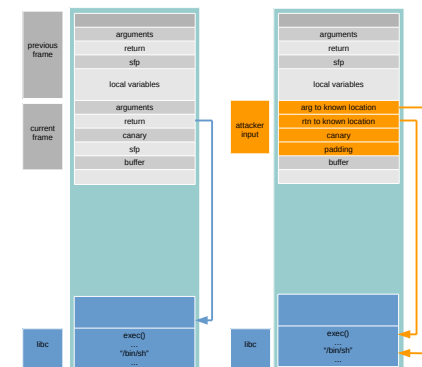 previous
frame
arguments
return
sfp
local variables
current
frame
arguments
return
canary
sfp
buffer
libc
exec()
…
"/bin/sh"
…
arguments
return
sfp
local variables
attacker
input
arg to known location
rtn to known location
canary
padding
buffer
libc
exec()
…
"/bin/sh"
…